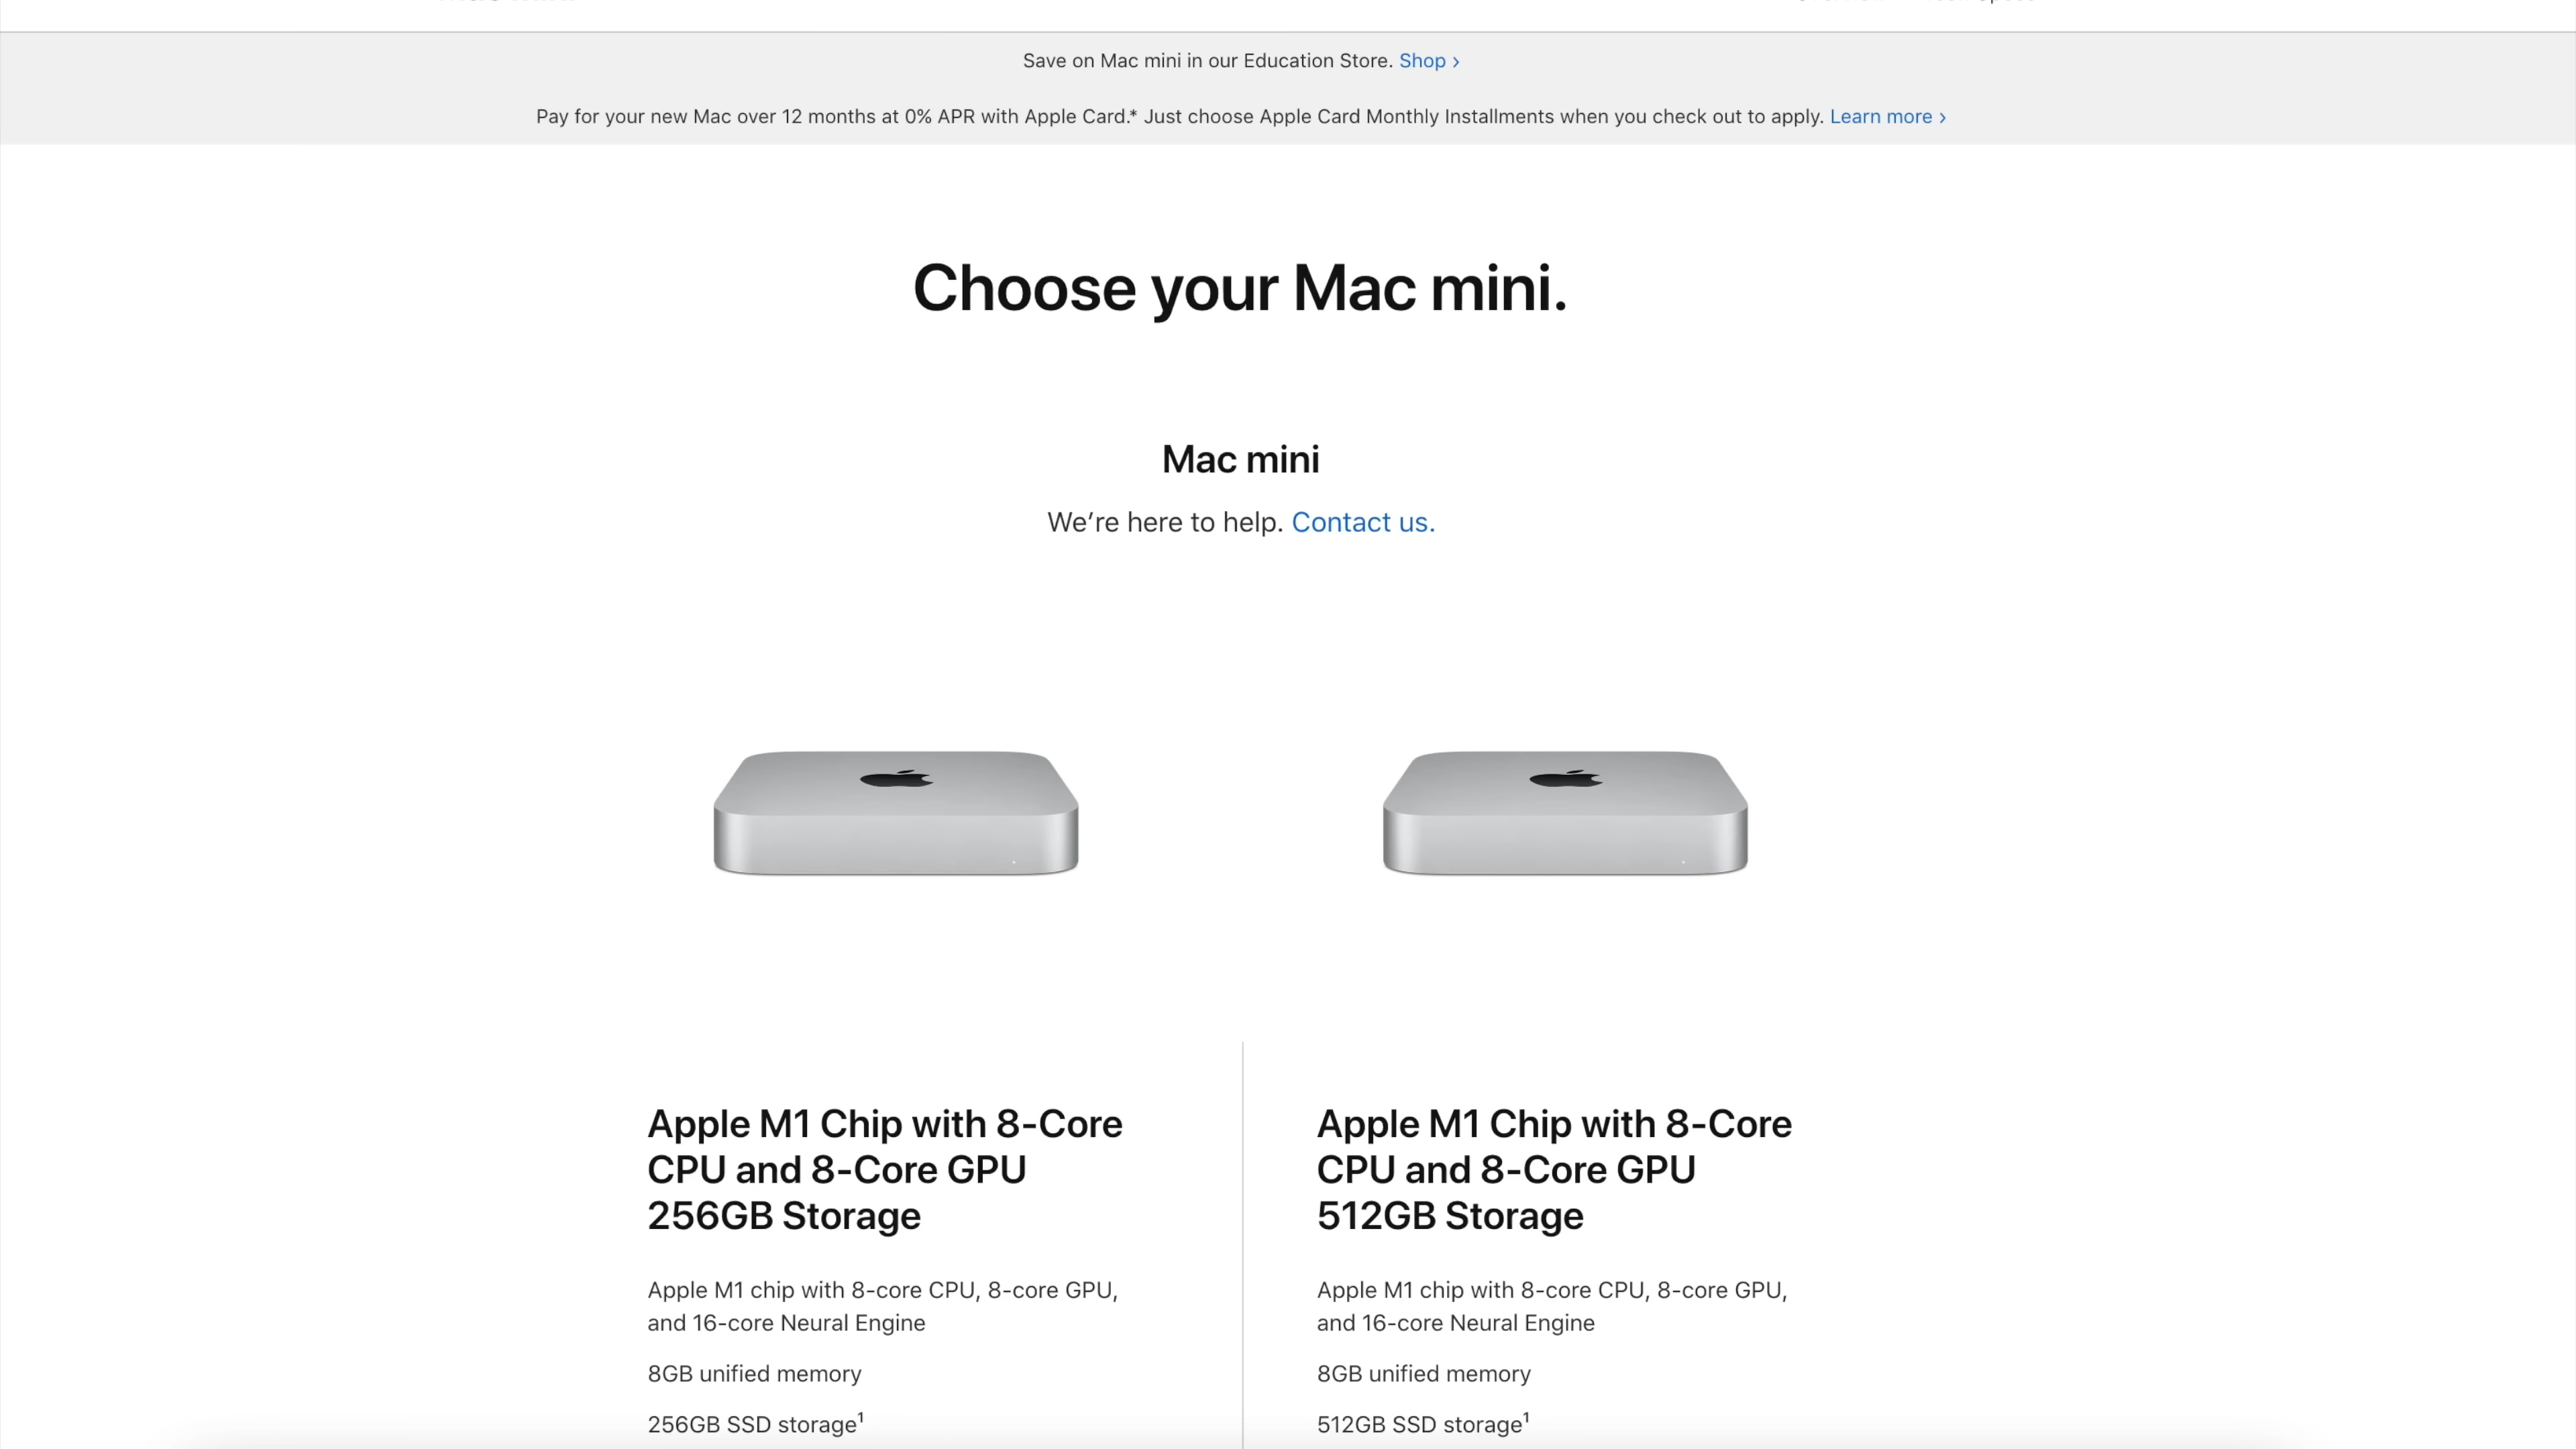 Save on Mac mini in our Education Store. Shop ›
Pay for your new Mac over 12 months at 0% APR with Apple Card.* Just choose Apple Card Monthly Installments when you check out to apply. Learn more ›
Choose your Mac mini.
Mac mini
We’re here to help. Contact us.
Apple M1 Chip with 8-Core
CPU and 8-Core GPU
256GB Storage
Apple M1 chip with 8-core CPU, 8-core GPU,
and 16-core Neural Engine
8GB unified memory
256GB SSD storage¹
Apple M1 Chip with 8-Core
CPU and 8-Core GPU
512GB Storage
Apple M1 chip with 8-core CPU, 8-core GPU,
and 16-core Neural Engine
8GB unified memory
512GB SSD storage¹